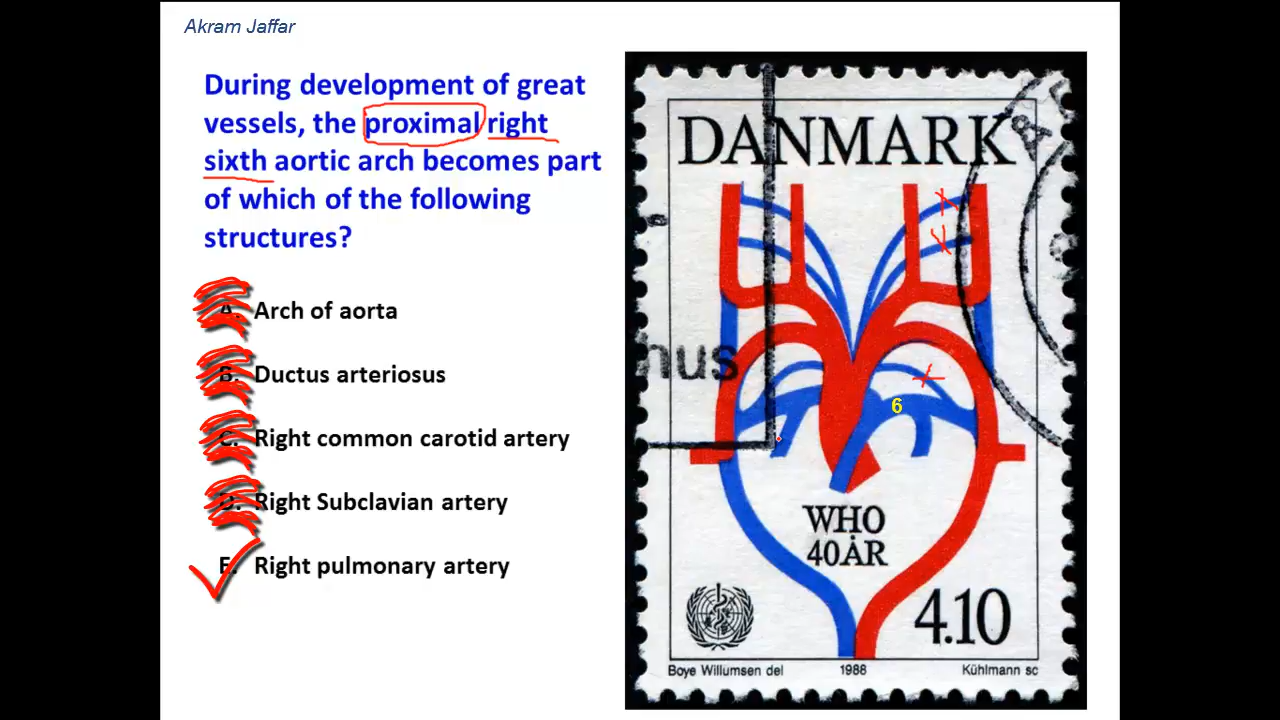 Akram Jaffar
During development of great
vessels, the proximal right
sixth aortic arch becomes part
of which of the following
structures?
A. Arch of aorta
B. Ductus arteriosus
C. Right common carotid artery
D. Right Subclavian artery
E. Right pulmonary artery
DANMARK
hus
6
WHO
40ÅR
4.10
Boye Willumsen del 1988 Kühlmann sc